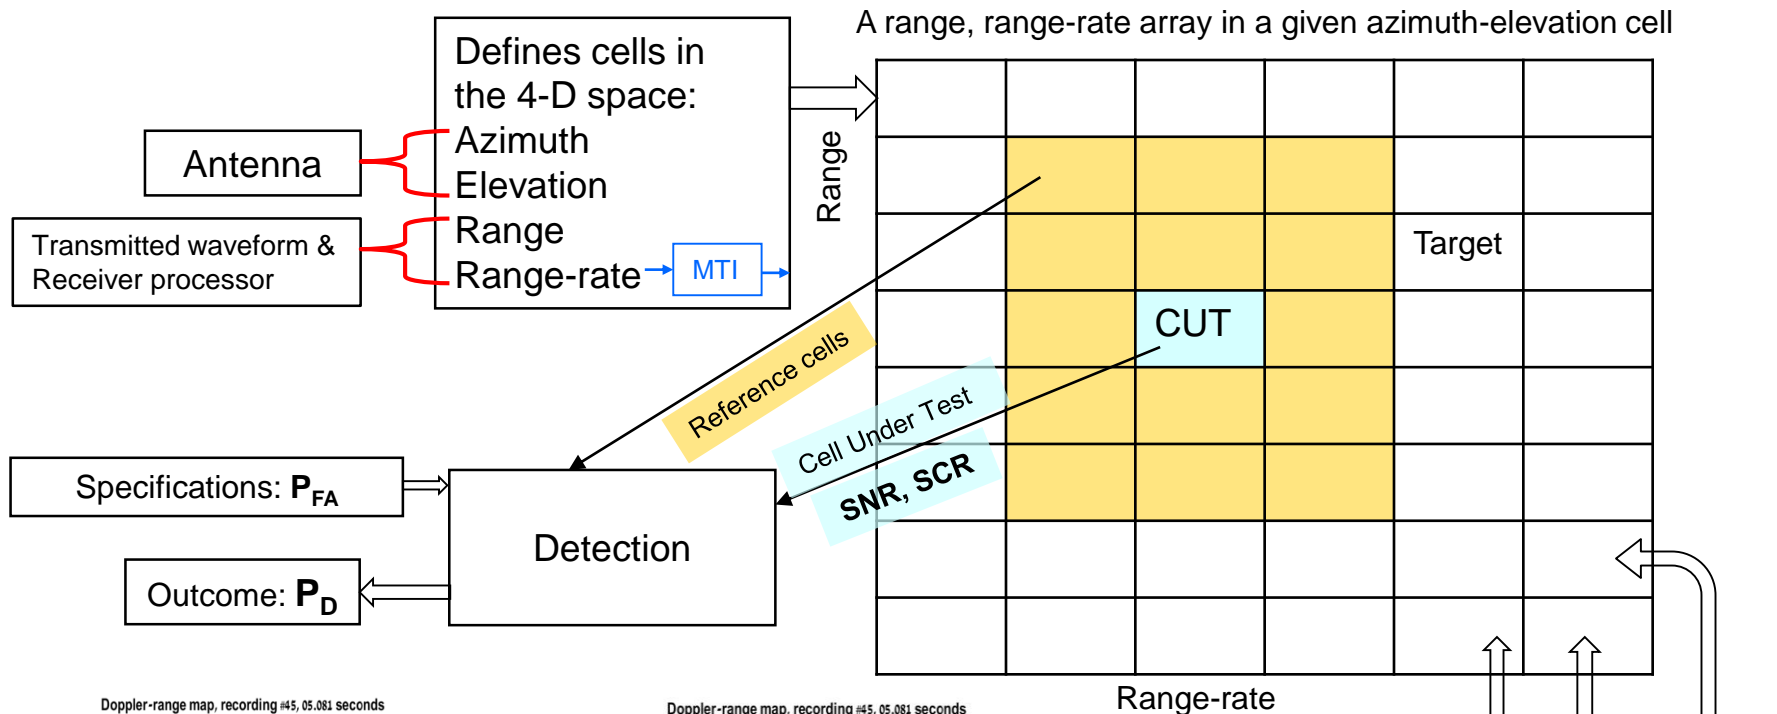 A range, range-rate array in a given azimuth-elevation cell
Defines cells in
the 4-D space:
Azimuth
Elevation
Range
Range-rate
MTI
Antenna
Transmitted waveform &
Receiver processor
Range
Target
CUT
Reference cells
Cell Under Test
SNR, SCR
Specifications: PFA
Detection
Outcome: PD
Range-rate
Doppler-range map, recording #45, 05.081 seconds
Doppler-range map, recording #45, 05.081 seconds